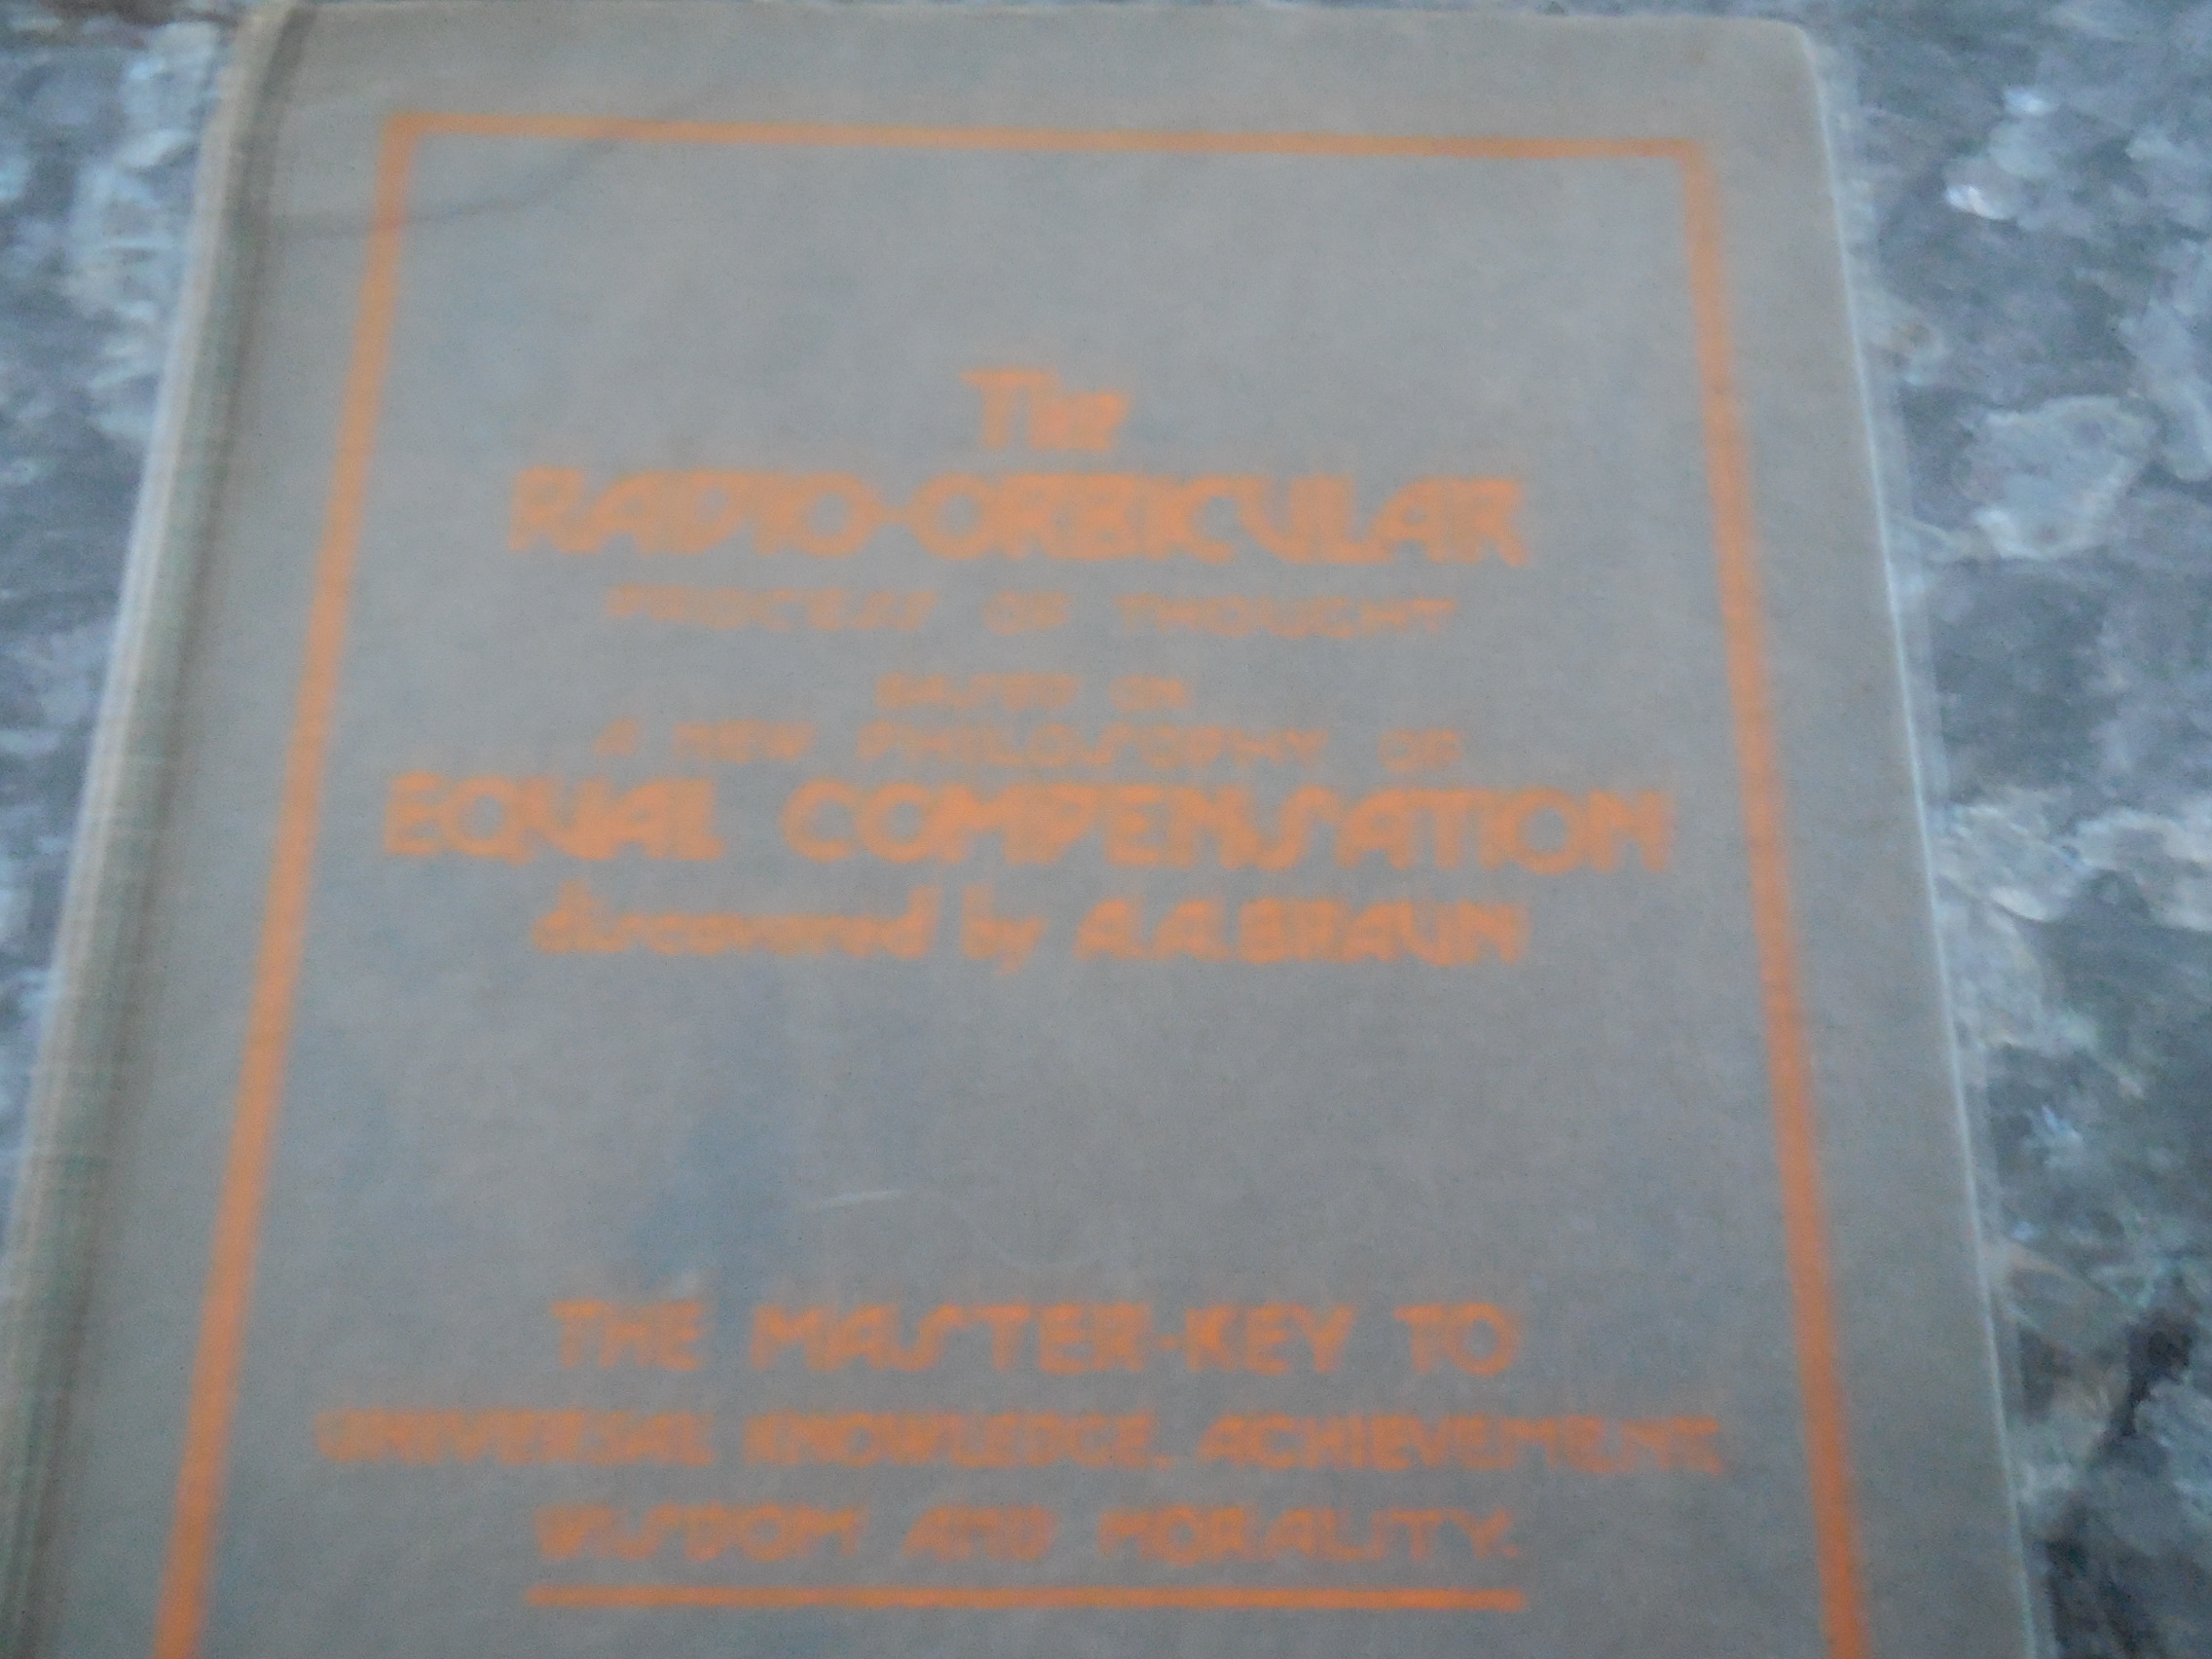 The
RADIO-ORBICULAR
PROCESS OF THOUGHT
BASED ON
A NEW PHILOSOPHY OF
EQUAL COMPENSATION
discovered by A.A.BRAUN
THE MASTER-KEY TO
UNIVERSAL KNOWLEDGE, ACHIEVEMENT,
WISDOM AND MORALITY.